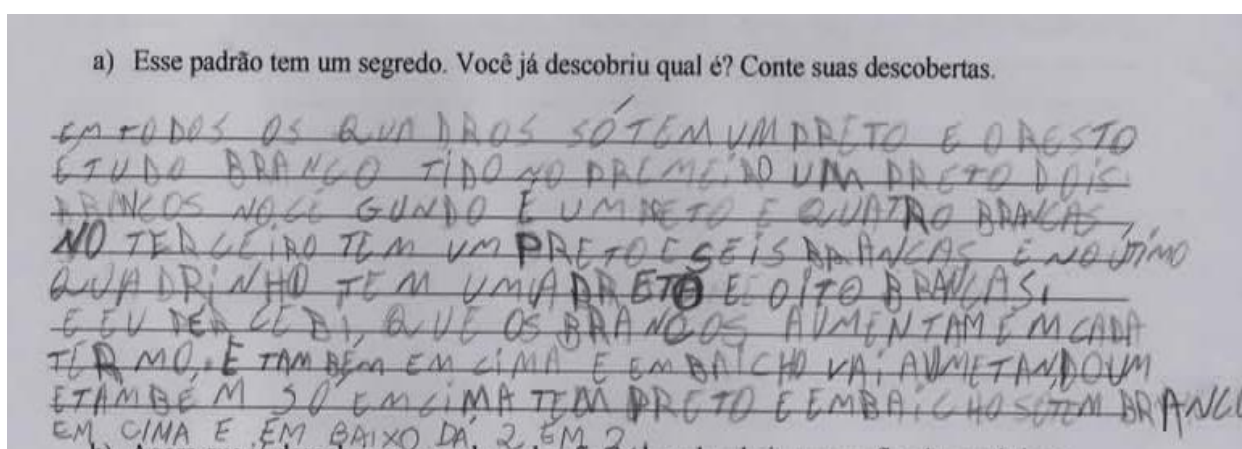 a) Esse padrão tem um segredo. Você já descobriu qual é? Conte suas descobertas.
EM TODOS OS QUADROS SÓ TEM UM PRETO E O RESTO
E TUDO BRANCO TIDO NO PREMEIRO UM PRETO DOIS
BRANCOS NO CÉ GUNDO E UM PRETO E QUATRO BRANCAS,
NO TERCEIRO TEM UM PRETO E SEIS BRANCAS E NO ÚTIMO
QUADRINHO TEM UMA PRETO E OITO BRANCAS.
E EU PERCEBI, QUE OS BRANCOS AUMENTAM EM CADA
TERMO. E TAMBÉM EM CIMA E EM BAICHO VAI AUMETANDO UM
E TAMBÉM SÓ EM CIMA TEM PRETO E EMBAICHO SÓ TEM BRANCO
EM CIMA E EM BAIXO DÁ 2 EM 2